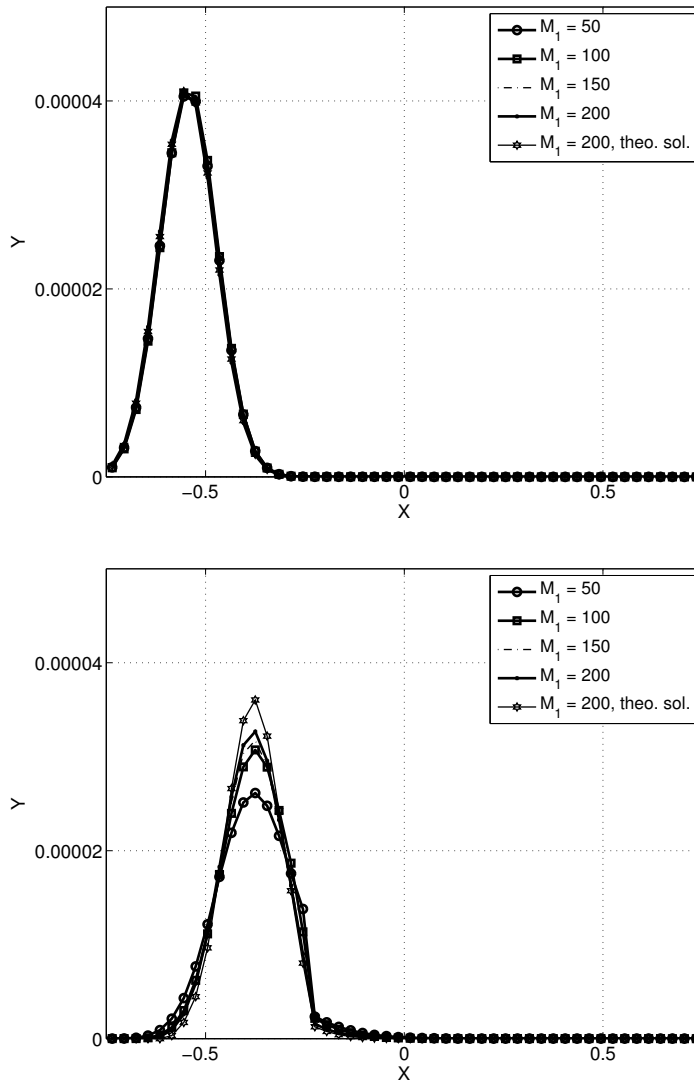 0.00004
0.00002
0
Y
−0.5
0
0.5
X
M1 = 50
M1 = 100
M1 = 150
M1 = 200
M1 = 200, theo. sol.
0.00004
0.00002
0
Y
−0.5
0
0.5
X
M1 = 50
M1 = 100
M1 = 150
M1 = 200
M1 = 200, theo. sol.